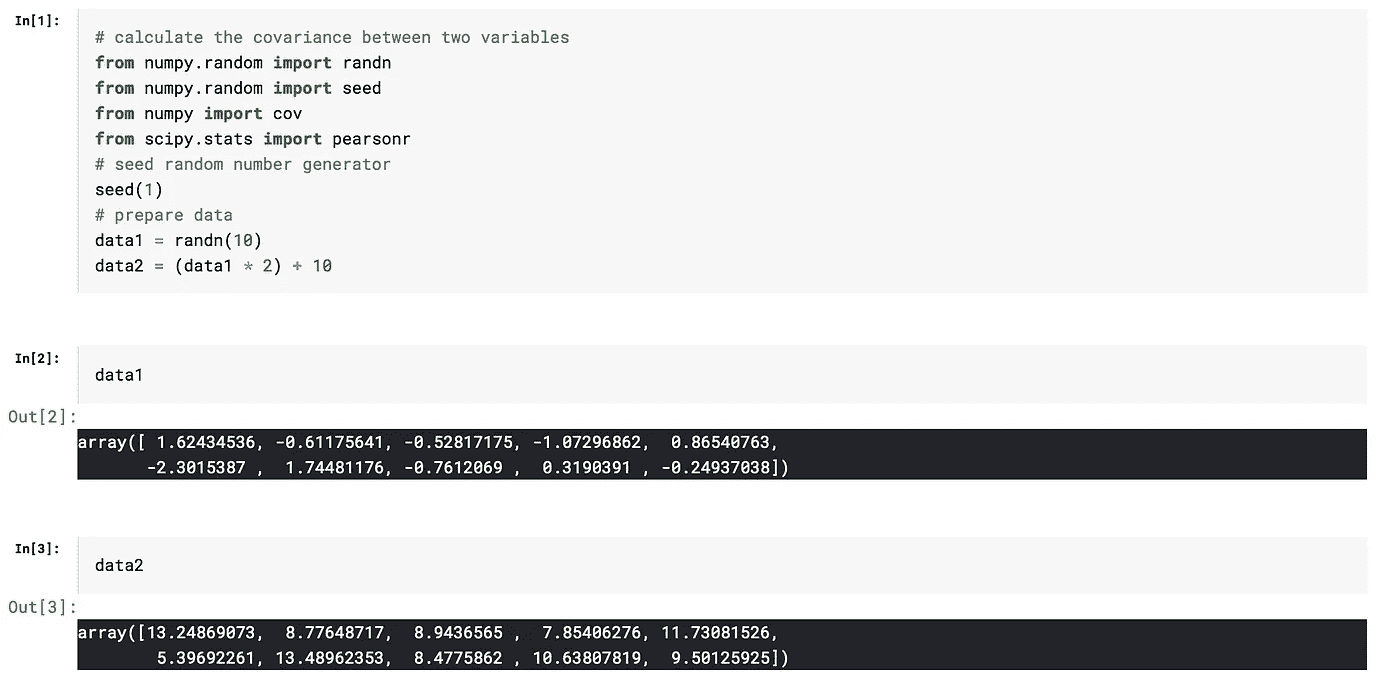 In[1]:
# calculate the covariance between two variables
from numpy.random import randn
from numpy.random import seed
from numpy import cov
from scipy.stats import pearsonr
# seed random number generator
seed(1)
# prepare data
data1 = randn(10)
data2 = (data1 * 2) + 10
In[2]:
data1
Out[2]:
array([ 1.62434536, -0.61175641, -0.52817175, -1.07296862,  0.86540763,
       -2.3015387 ,  1.74481176, -0.7612069 ,  0.3190391 , -0.24937038])
In[3]:
data2
Out[3]:
array([13.24869073,  8.77648717,  8.9436565 ,  7.85406276, 11.73081526,
        5.39692261, 13.48962353,  8.4775862 , 10.63807819,  9.50125925])